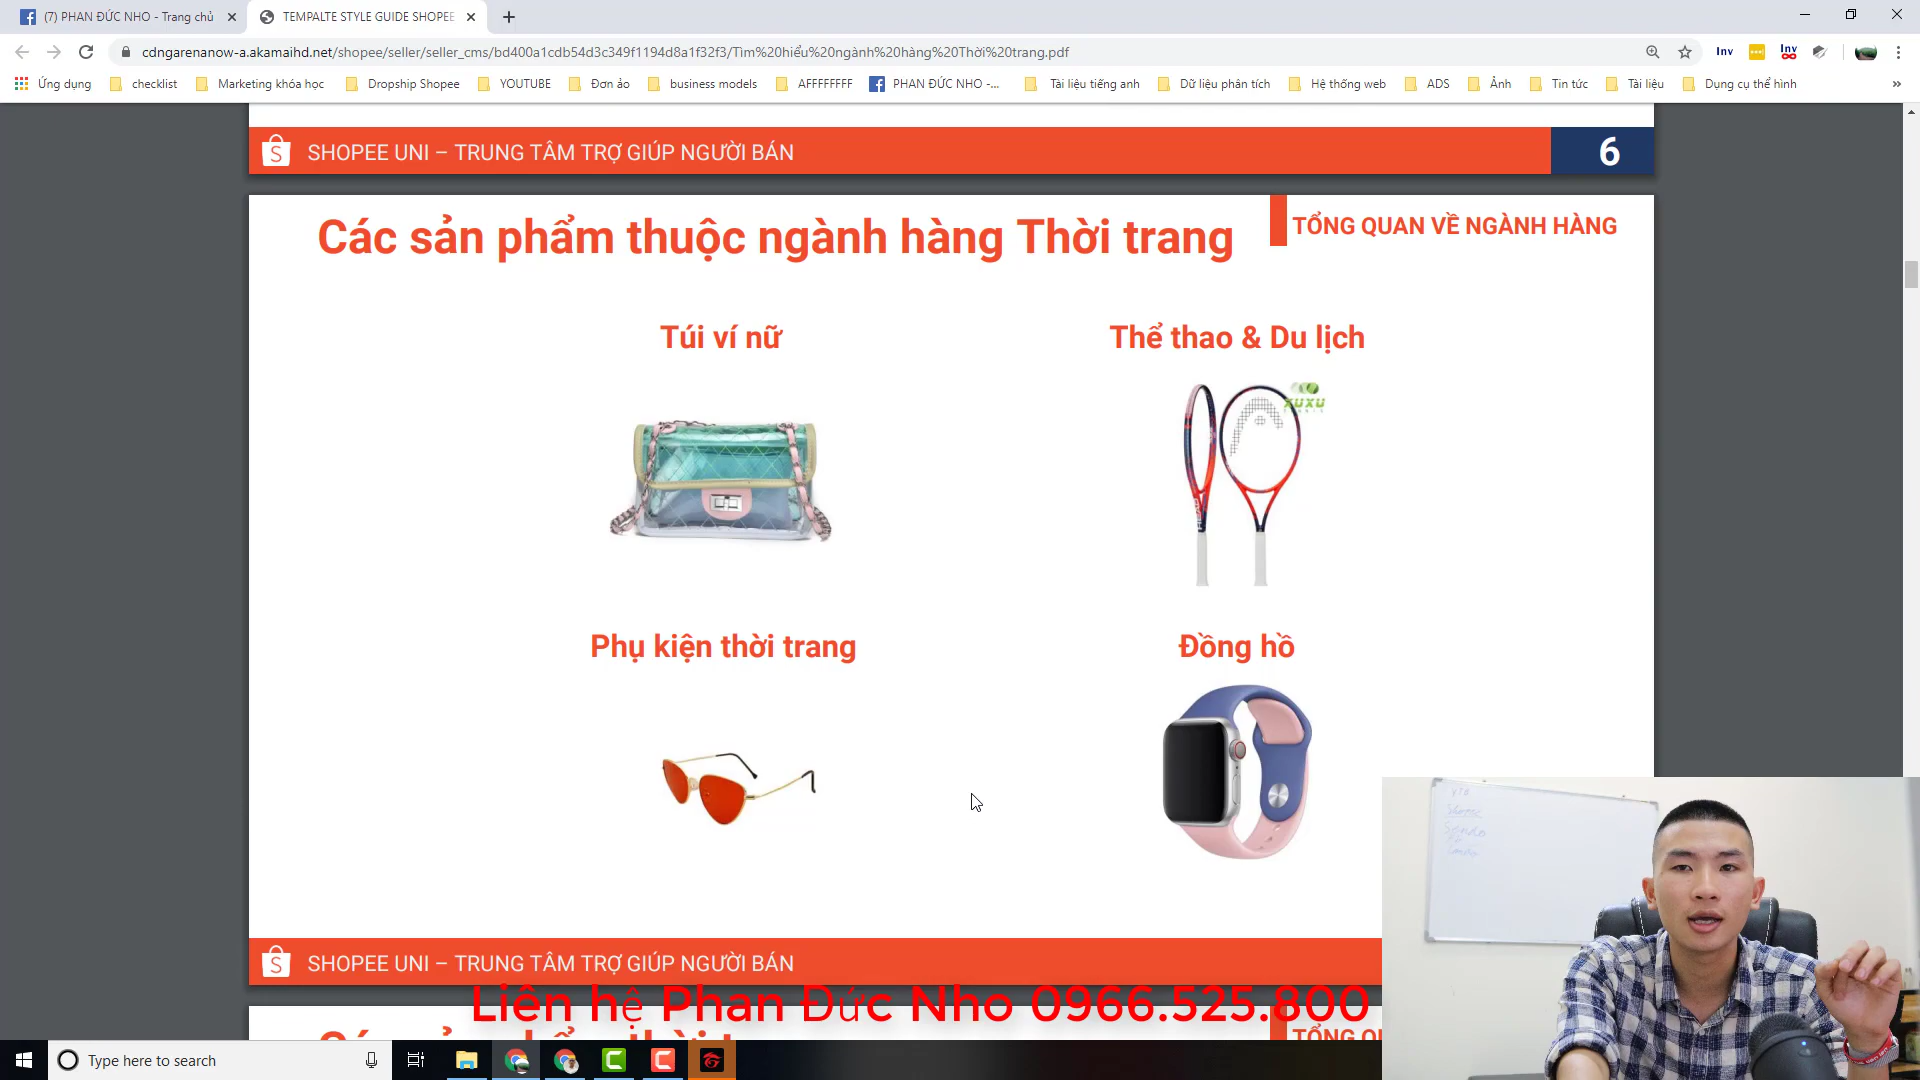 (7) PHAN ĐỨC NHO - Trang chủ
TEMPALTE STYLE GUIDE SHOPEE
cdngarenanow-a.akamaihd.net/shopee/seller/seller_cms/bd400a1cdb54d3c349f1194d8a1f32f3/Tìm%20hiểu%20ngành%20hàng%20Thời%20trang.pdf
Inv
Inv
Ứng dụng
checklist
Marketing khóa học
Dropship Shopee
YOUTUBE
Đơn ảo
business models
AFFFFFFFF
PHAN ĐỨC NHO -...
Tài liệu tiếng anh
Dữ liệu phân tích
Hệ thống web
ADS
Ảnh
Tin tức
Tài liệu
Dụng cụ thể hình
»
SHOPEE UNI – TRUNG TÂM TRỢ GIÚP NGƯỜI BÁN
6
Các sản phẩm thuộc ngành hàng Thời trang
TỔNG QUAN VỀ NGÀNH HÀNG
Túi ví nữ
Thể thao & Du lịch
XUXU
Phụ kiện thời trang
Đồng hồ
SHOPEE UNI – TRUNG TÂM TRỢ GIÚP NGƯỜI BÁN
Liên hệ Phan Đức Nho 0966.525.800
Type here to search